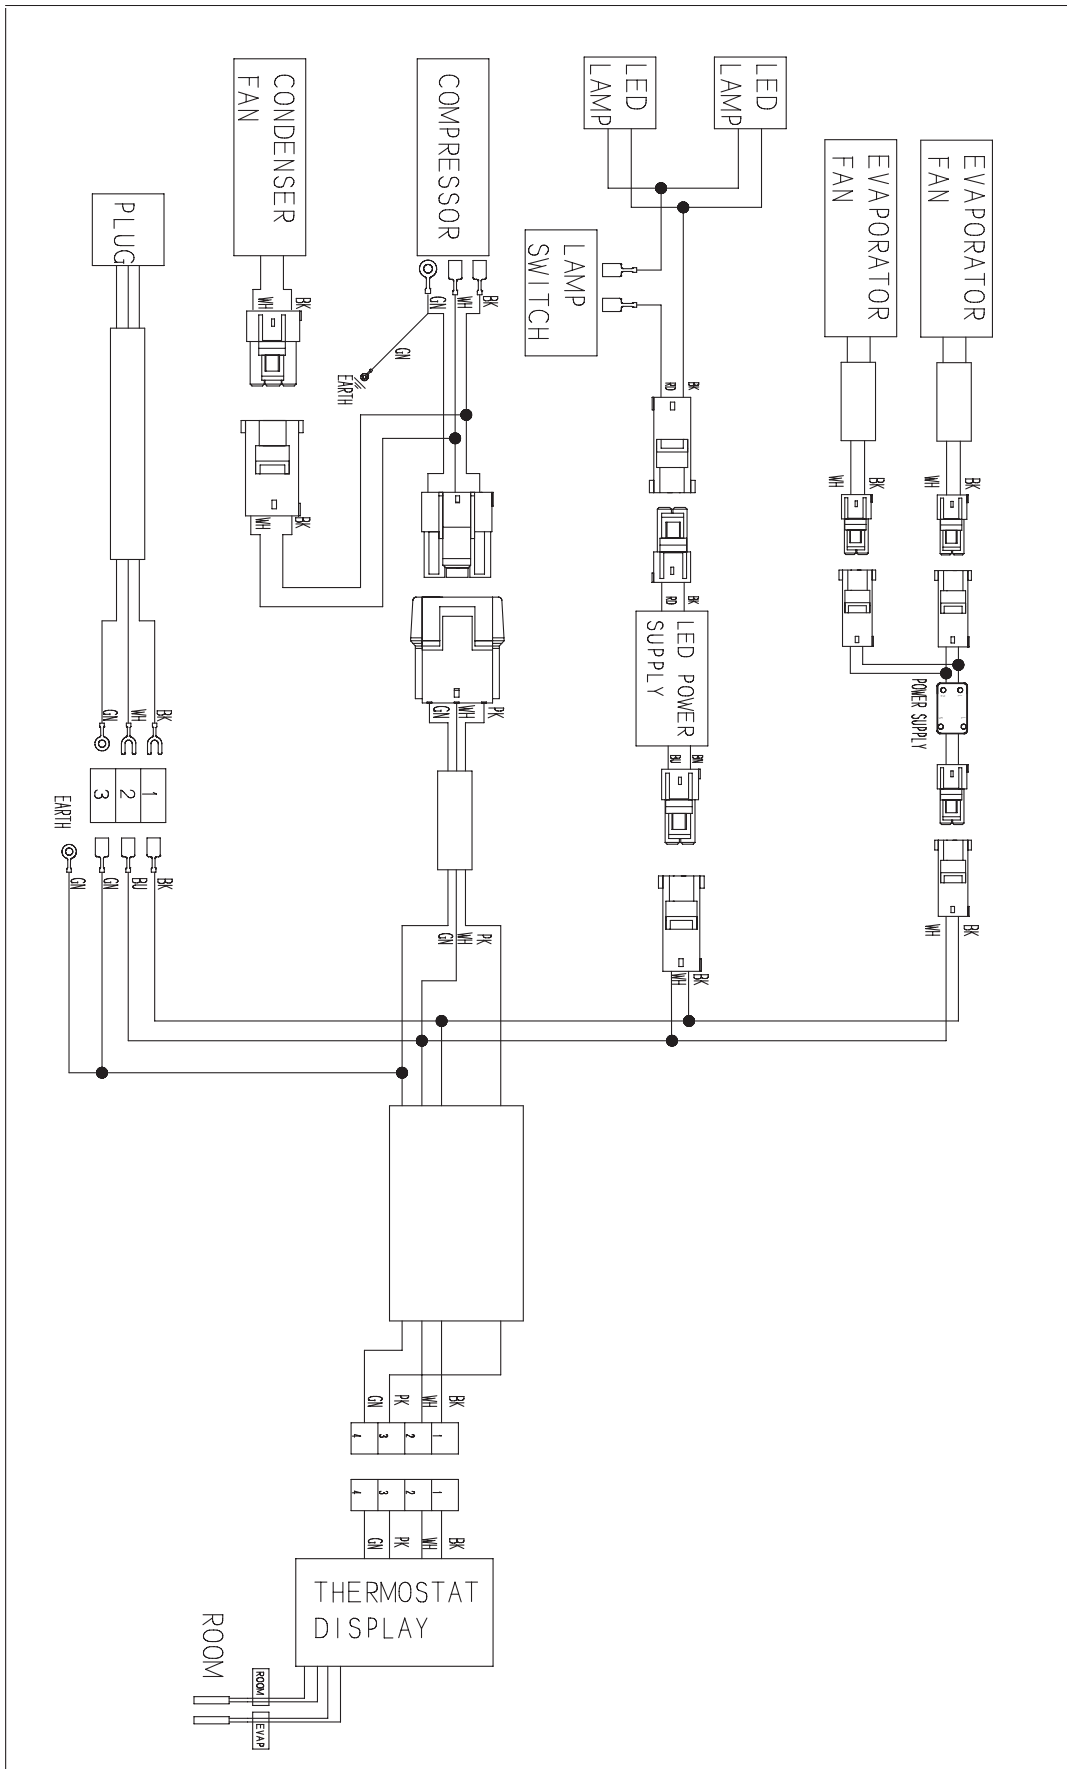 CONDENSER
FAN
COMPRESSOR
LED
LAMP
LED
LAMP
EVAPORATOR
FAN
EVAPORATOR
FAN
PLUG
LAMP
SWITCH
WH
BK
GN
WH
BK
GN
EARTH
RD
BK
WH
BK
WH
BK
WH
BK
RD
BK
LED POWER
SUPPLY
POWER SUPPLY
GN
WH
BK
GN
WH
PK
BU
BN
3
2
1
EARTH
GN
GN
BU
BK
GN
WH
PK
WH
BK
WH
BK
GN
PK
WH
BK
4
3
2
1
4
3
2
1
GN
PK
WH
BK
THERMOSTAT
DISPLAY
ROOM
ROOM
EVAP